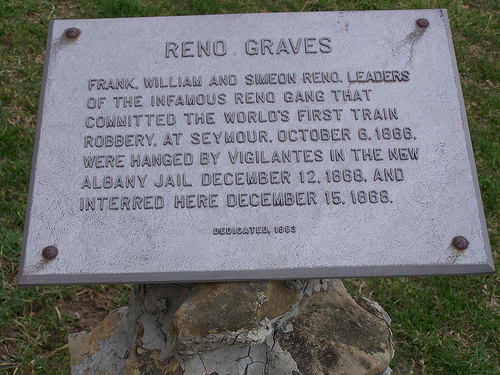 RENO GRAVES
FRANK, WILLIAM AND SIMEON RENO, LEADERS
OF THE INFAMOUS RENO GANG THAT
COMMITTED THE WORLD'S FIRST TRAIN
ROBBERY, AT SEYMOUR, OCTOBER 6, 1866,
WERE HANGED BY VIGILANTES IN THE NEW
ALBANY JAIL DECEMBER 12, 1868, AND
INTERRED HERE DECEMBER 15, 1868.
DEDICATED, 1963